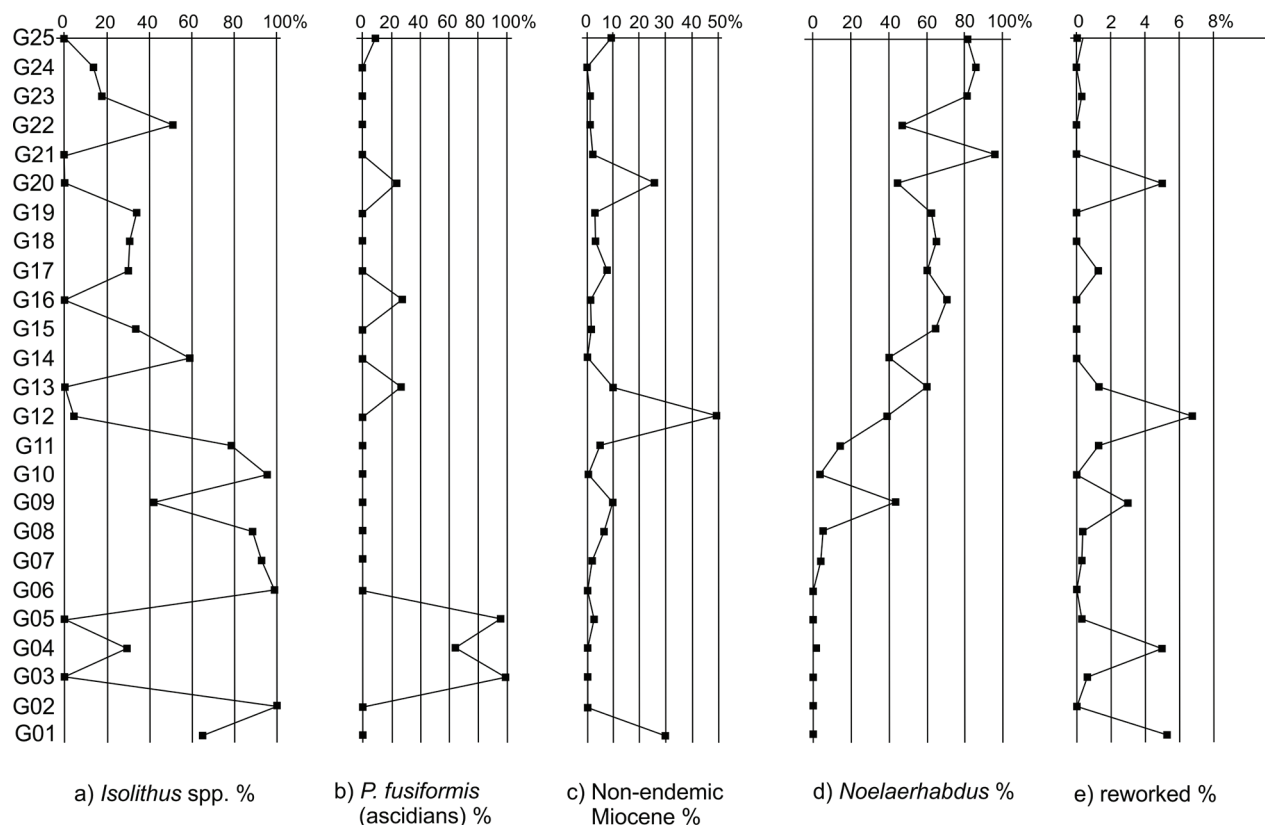 0 20 40 60 80 100% 0 20 40 60 80 100% 0 10 20 30 40 50% 0 20 40 60 80 100% 0 2 4 6 8%
G25
G24
G23
G22
G21
G20
G19
G18
G17
G16
G15
G14
G13
G12
G11
G10
G09
G08
G07
G06
G05
G04
G03
G02
G01
a) Isolithus spp. %
b) P. fusiformis
(ascidians) %
c) Non-endemic
Miocene %
d) Noelaerhabdus %
e) reworked %